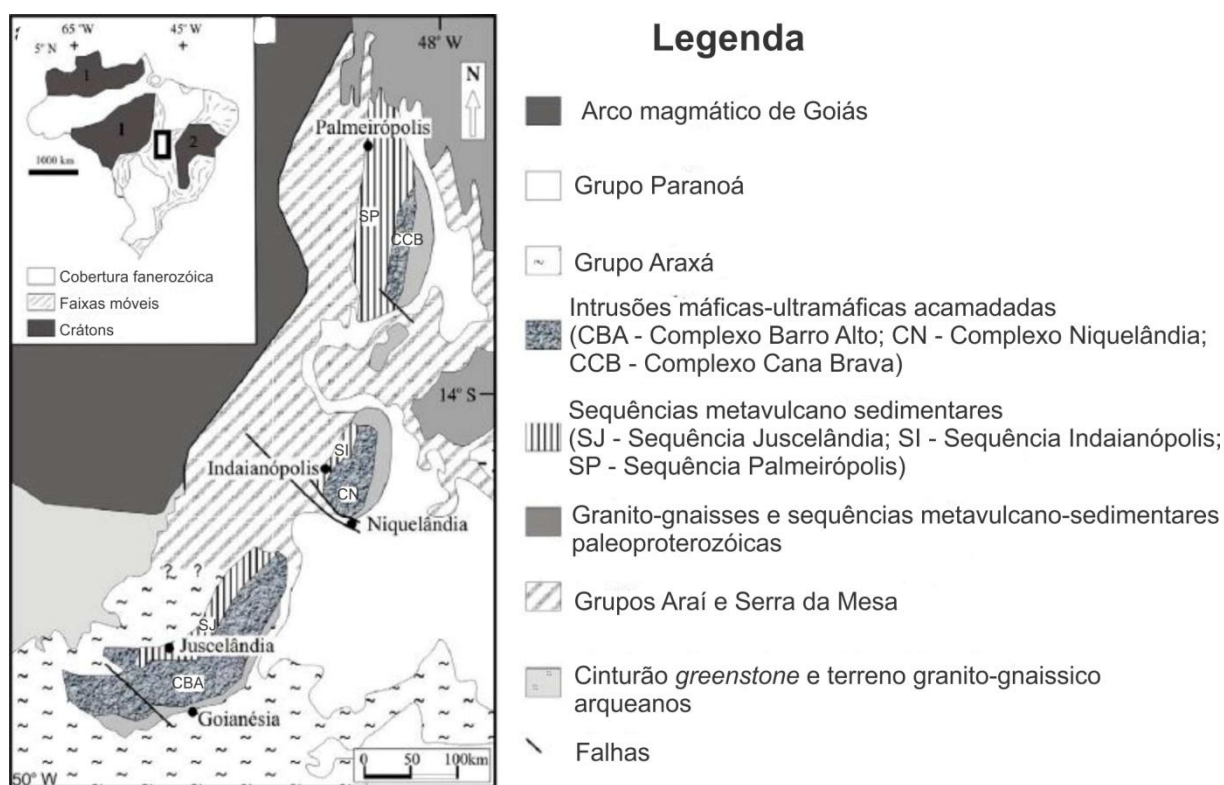 65° W
45° W
5° N
1
1
2
1000 km
Cobertura fanerozóica
Faixas móveis
Crátons
48° W
N
Palmeirópolis
SP
CCB
14° S
SI
Indaianópolis
CN
Niquelândia
? ?
SJ
Juscelândia
CBA
Goianésia
0 50 100km
50° W
Legenda
Arco magmático de Goiás
Grupo Paranoá
Grupo Araxá
Intrusões máficas-ultramáficas acamadadas
(CBA - Complexo Barro Alto; CN - Complexo Niquelândia;
CCB - Complexo Cana Brava)
Sequências metavulcano sedimentares
(SJ - Sequência Juscelândia; SI - Sequência Indaianópolis;
SP - Sequência Palmeirópolis)
Granito-gnaisses e sequências metavulcano-sedimentares
paleoproterozóicas
Grupos Araí e Serra da Mesa
Cinturão greenstone e terreno granito-gnaissico
arqueanos
Falhas